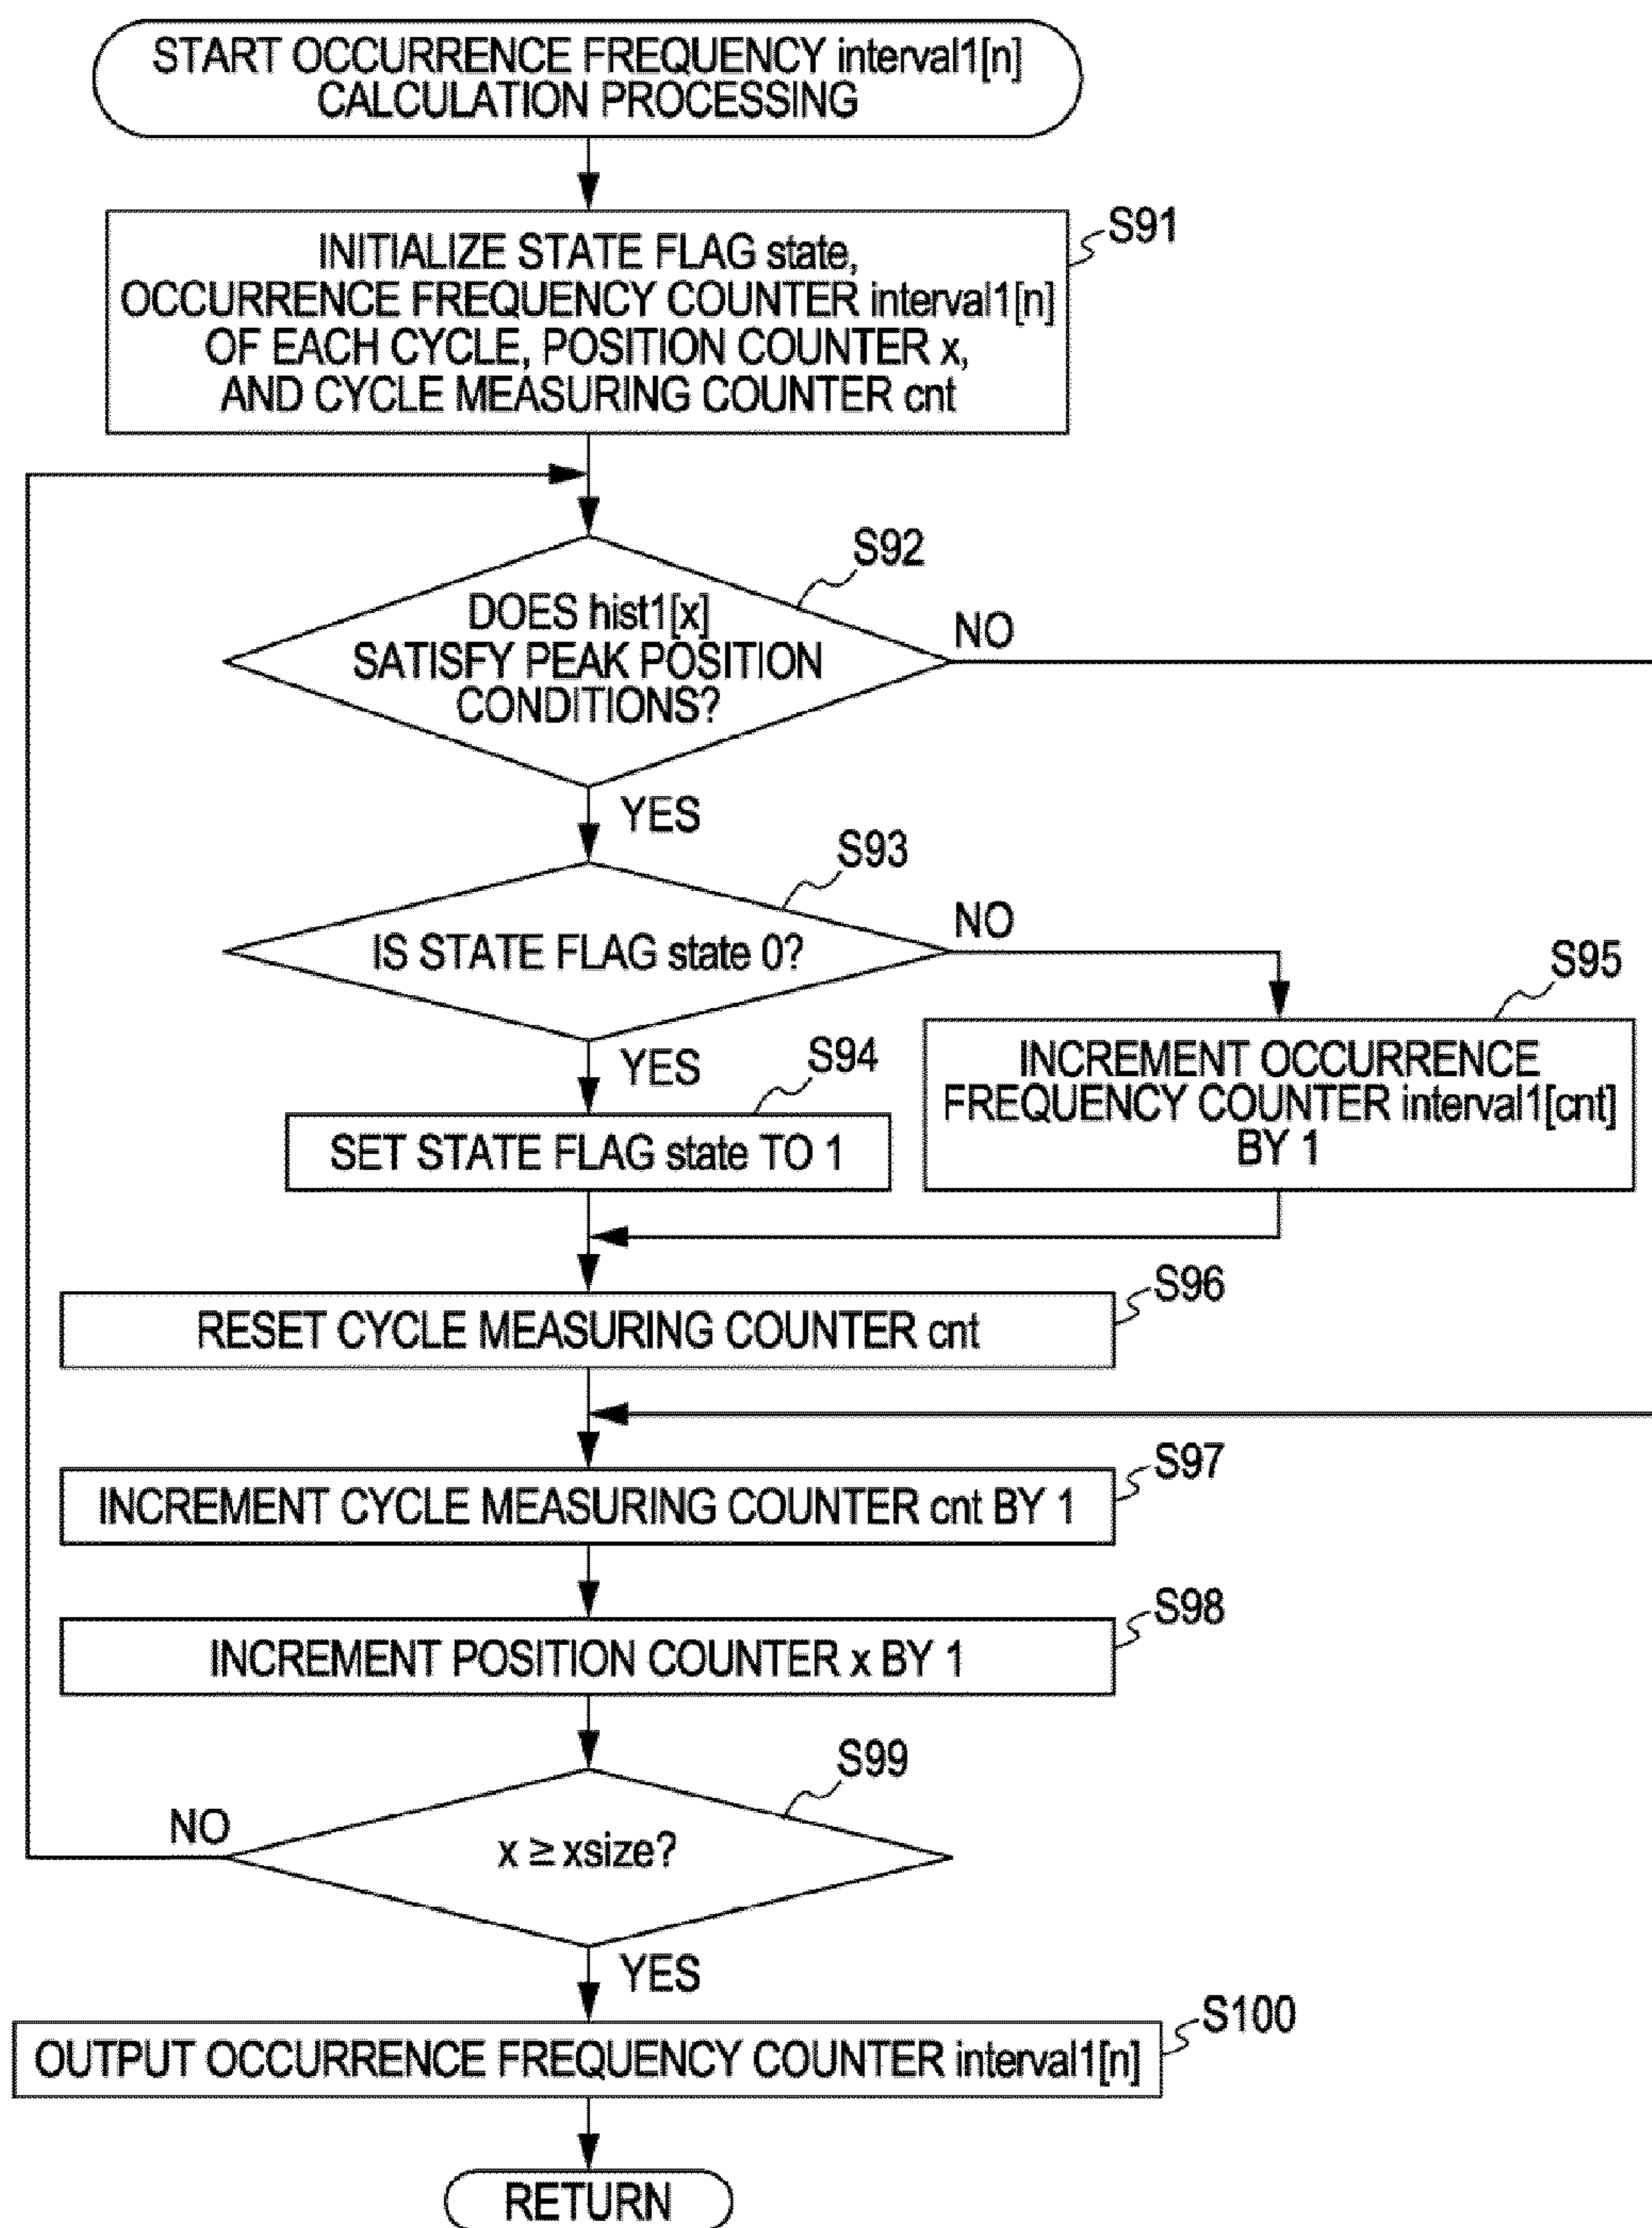 START OCCURRENCE FREQUENCY interval1[n]
CALCULATION PROCESSING
S91
INITIALIZE STATE FLAG state,
OCCURRENCE FREQUENCY COUNTER interval1[n]
OF EACH CYCLE, POSITION COUNTER x,
AND CYCLE MEASURING COUNTER cnt
S92
DOES hist1[x]
SATISFY PEAK POSITION
CONDITIONS?
NO
YES
S93
IS STATE FLAG state 0?
NO
YES
S94
SET STATE FLAG state TO 1
S95
INCREMENT OCCURRENCE
FREQUENCY COUNTER interval1[cnt]
BY 1
S96
RESET CYCLE MEASURING COUNTER cnt
S97
INCREMENT CYCLE MEASURING COUNTER cnt BY 1
S98
INCREMENT POSITION COUNTER x BY 1
S99
x ≥ xsize?
NO
YES
S100
OUTPUT OCCURRENCE FREQUENCY COUNTER interval1[n]
RETURN